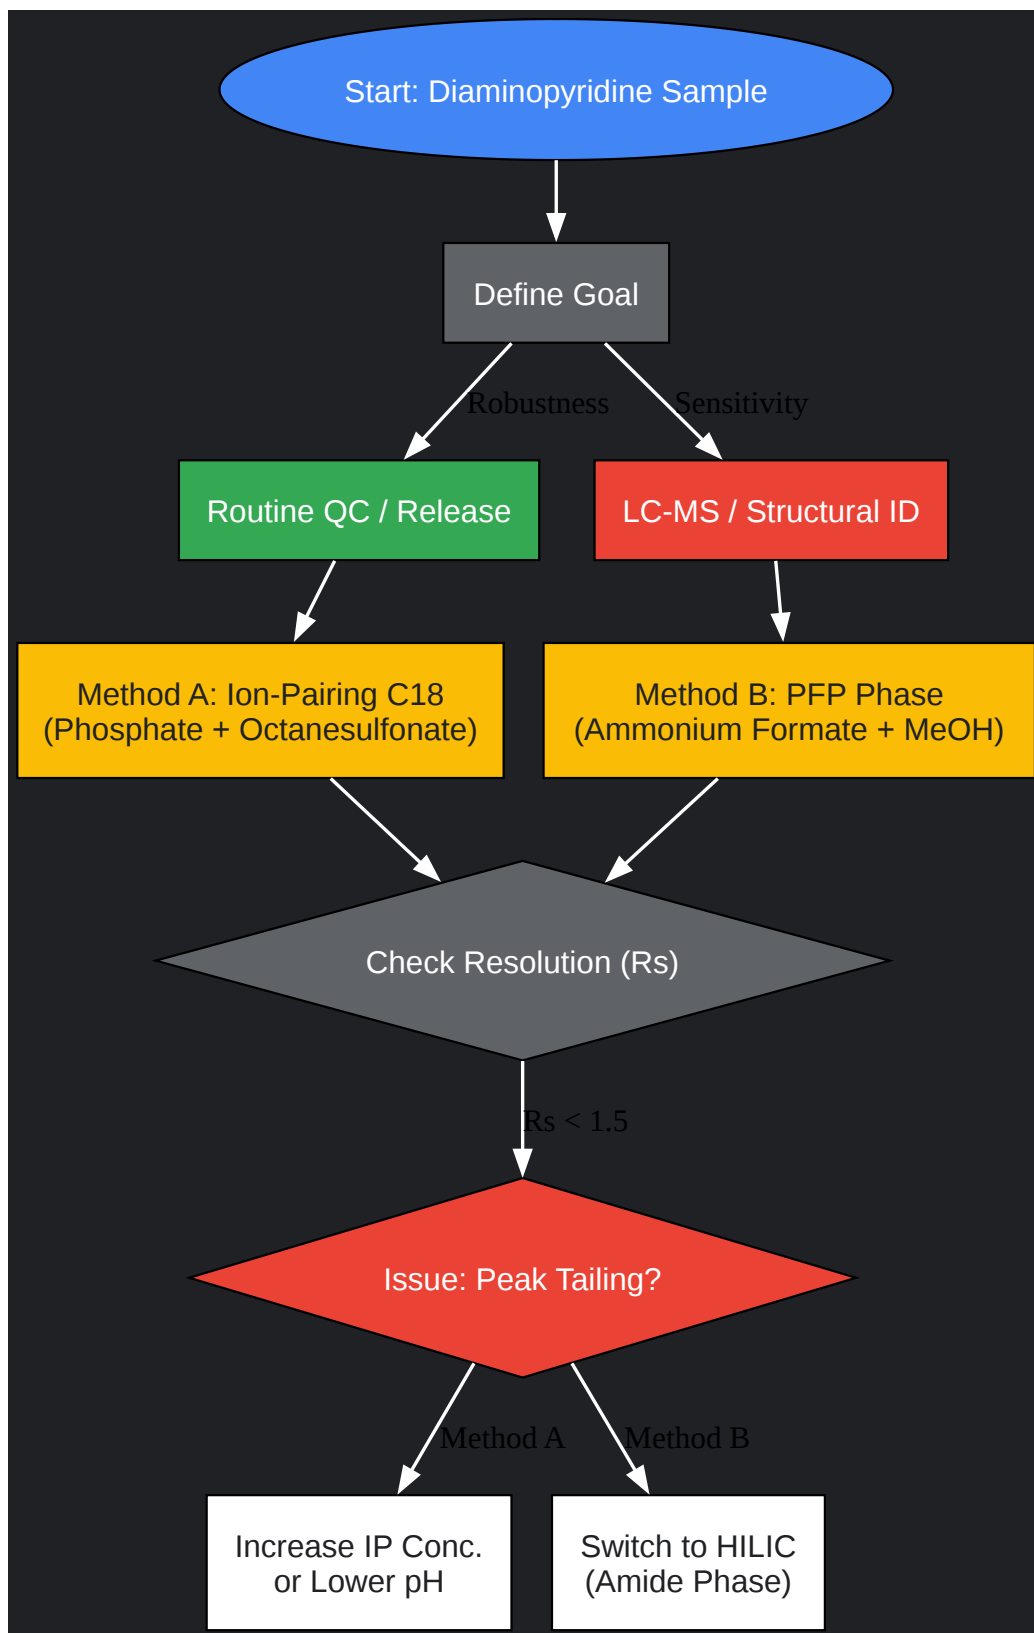 Start: Diaminopyridine Sample
Define Goal
Robustness
Sensitivity
Routine QC / Release
LC-MS / Structural ID
Method A: Ion-Pairing C18
(Phosphate + Octanesulfonate)
Method B: PFP Phase
(Ammonium Formate + MeOH)
Check Resolution (Rs)
Rs < 1.5
Issue: Peak Tailing?
Method A
Method B
Increase IP Conc.
or Lower pH
Switch to HILIC
(Amide Phase)